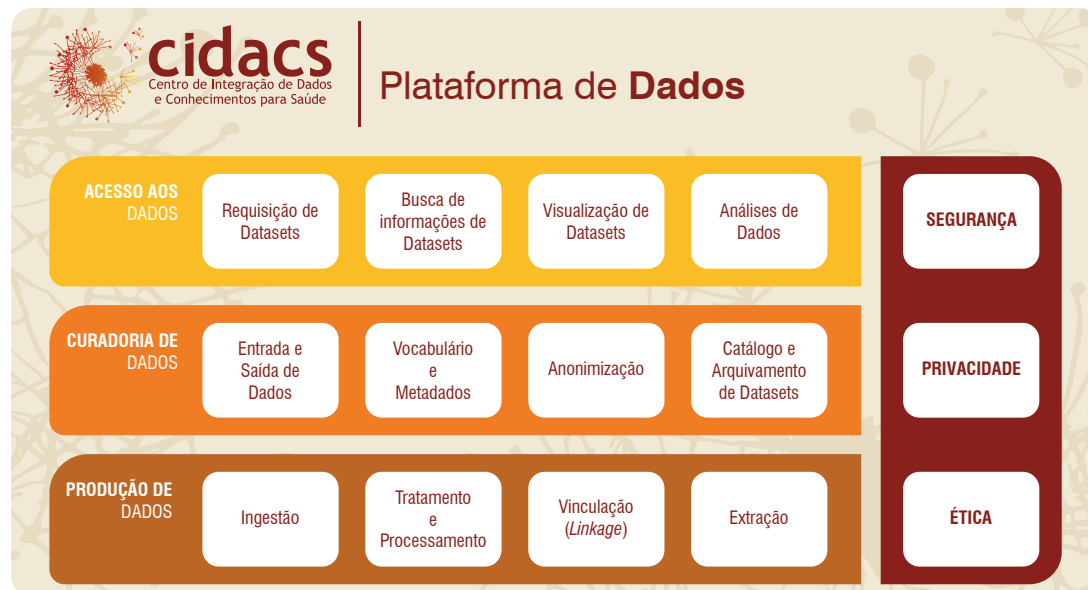 cidacs
Centro de Integração de Dados
e Conhecimentos para Saúde
Plataforma de Dados
ACESSO AOS
DADOS
Requisição de
Datasets
Busca de
informações de
Datasets
Visualização de
Datasets
Análises de
Dados
SEGURANÇA
CURADORIA DE
DADOS
Entrada e
Saída de
Dados
Vocabulário
e
Metadados
Anonimização
Catálogo e
Arquivamento
de Datasets
PRIVACIDADE
PRODUÇÃO DE
DADOS
Ingestão
Tratamento
e
Processamento
Vinculação
(Linkage)
Extração
ÉTICA